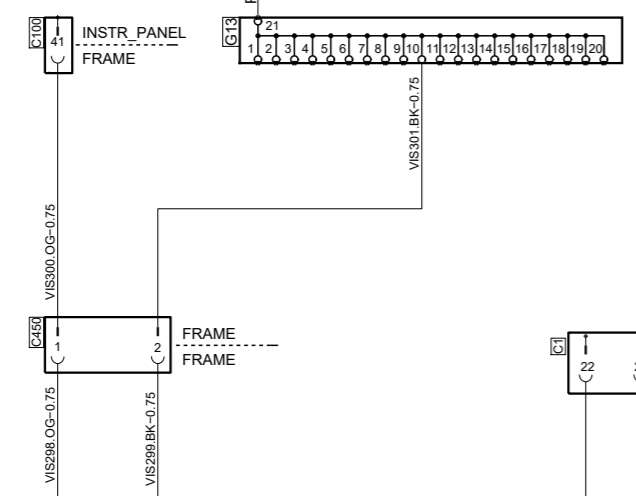 C100
41
INSTR_PANEL
FRAME
G13
21
1 2 3 4 5 6 7 8 9 10 11 12 13 14 15 16 17 18 19 20
VIS301.BK-0.75
VIS300.OG-0.75
C450
1
2
FRAME
FRAME
C1
22
VIS298.OG-0.75
VIS299.BK-0.75